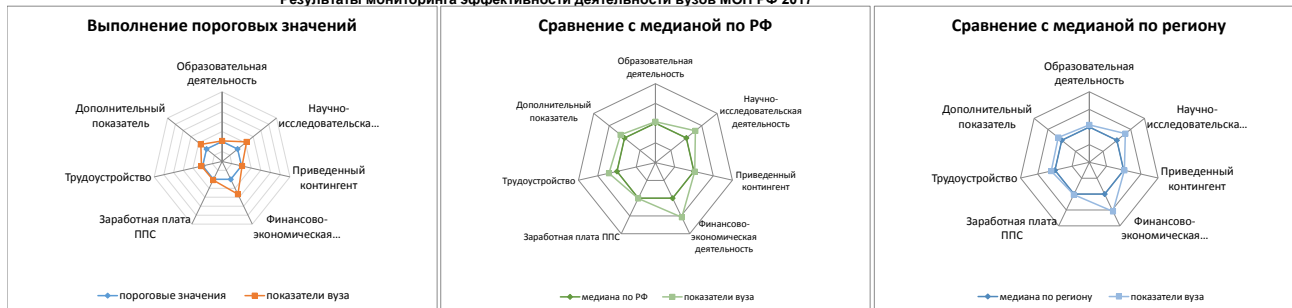 Результаты мониторинга эффективности деятельности вузов МОН РФ 2017
Выполнение пороговых значений
Образовательная
деятельность
Научно-
исследовательска...
Приведенный
контингент
Финансово-
экономическая...
Заработная плата
ППС
Трудоустройство
Дополнительный
показатель
пороговые значения
показатели вуза
Сравнение с медианой по РФ
Образовательная
деятельность
Научно-
исследовательская
деятельность
Приведенный
контингент
Финансово-
экономическая
деятельность
Заработная плата ППС
Трудоустройство
Дополнительный
показатель
медиана по РФ
показатели вуза
Сравнение с медианой по региону
Образовательная
деятельность
Научно-
исследовательска...
Приведенный
контингент
Финансово-
экономическая...
Заработная плата
ППС
Трудоустройство
Дополнительный
показатель
медиана по региону
показатели вуза